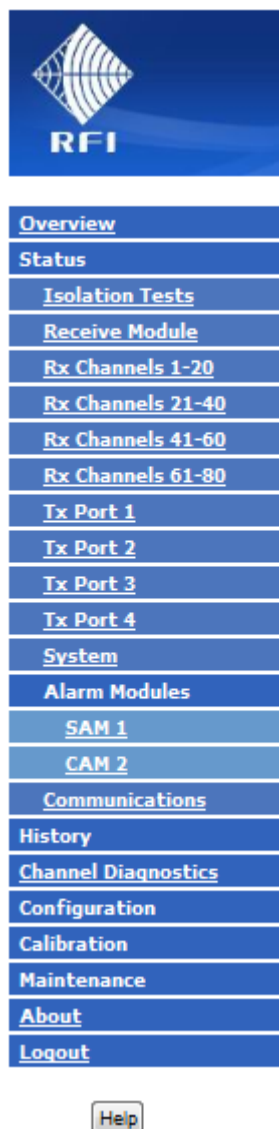 RFI
Overview
Status
Isolation Tests
Receive Module
Rx Channels 1-20
Rx Channels 21-40
Rx Channels 41-60
Rx Channels 61-80
Tx Port 1
Tx Port 2
Tx Port 3
Tx Port 4
System
Alarm Modules
SAM 1
CAM 2
Communications
History
Channel Diagnostics
Configuration
Calibration
Maintenance
About
Logout
Help